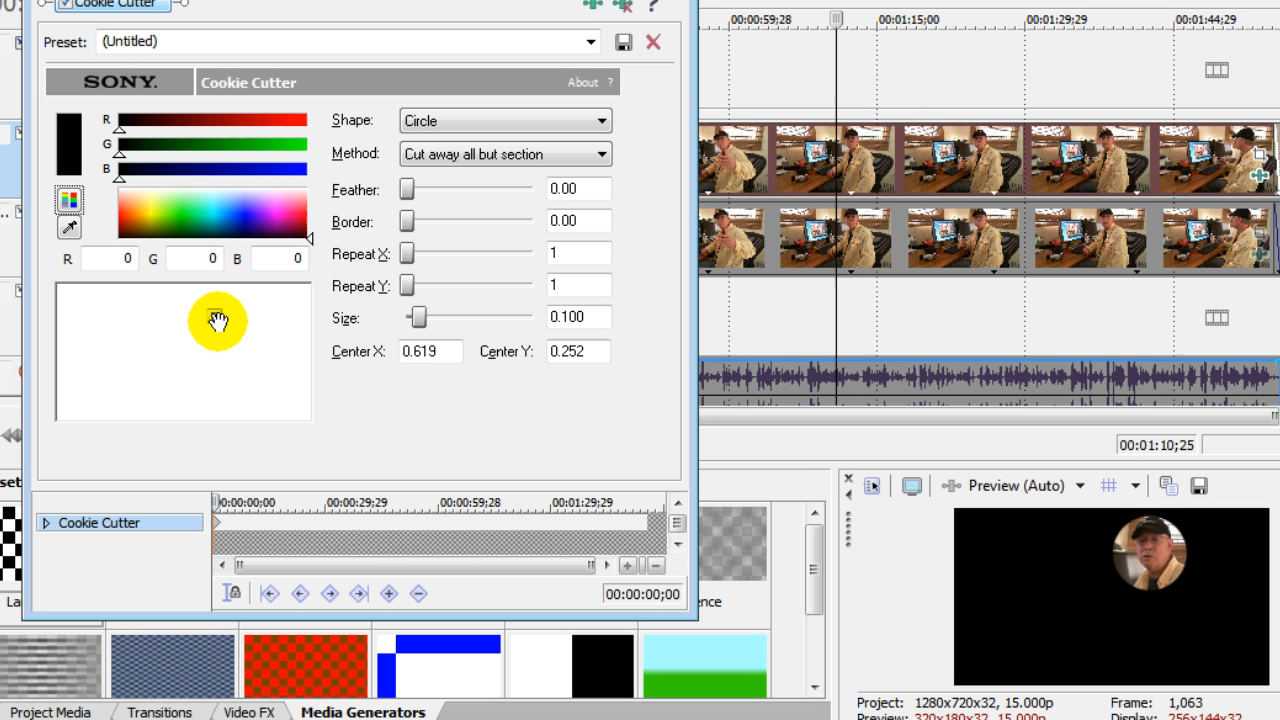 Cookie Cutter
Preset: (Untitled)
SONY. Cookie Cutter About ?
R
G
B
R 0 G 0 B 0
Shape: Circle
Method: Cut away all but section
Feather: 0.00
Border: 0.00
Repeat X: 1
Repeat Y: 1
Size: 0.100
Center X: 0.619 Center Y: 0.252
00:00:59;28 00:01:15;00 00:01:29;29 00:01:44;29
00:01:10;25
00:00:00;00 00:00:29;29 00:00:59;28 00:01:29;29
Cookie Cutter
00:00:00;00
Preview (Auto)
Project Media Transitions Video FX Media Generators
Project: 1280x720x32, 15.000p Frame: 1,063
Preview: 320x180x32, 15.000p Display: 256x144x32